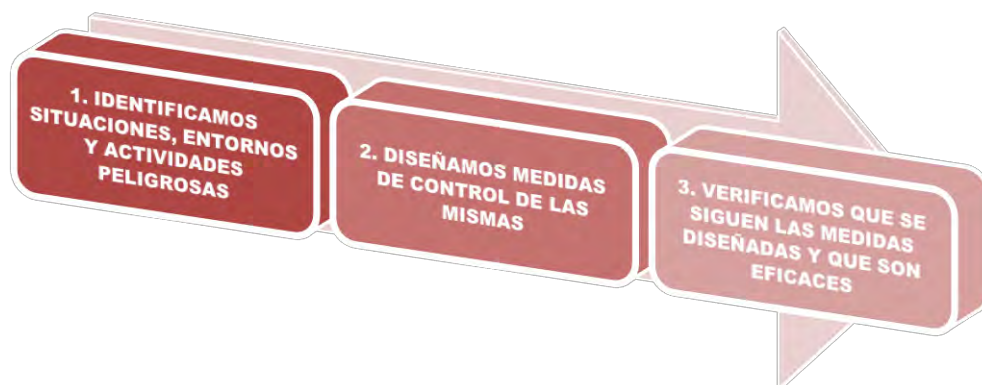 1. IDENTIFICAMOS
SITUACIONES, ENTORNOS
Y ACTIVIDADES
PELIGROSAS
2. DISEÑAMOS MEDIDAS
DE CONTROL DE LAS
MISMAS
3. VERIFICAMOS QUE SE
SIGUEN LAS MEDIDAS
DISEÑADAS Y QUE SON
EFICACES